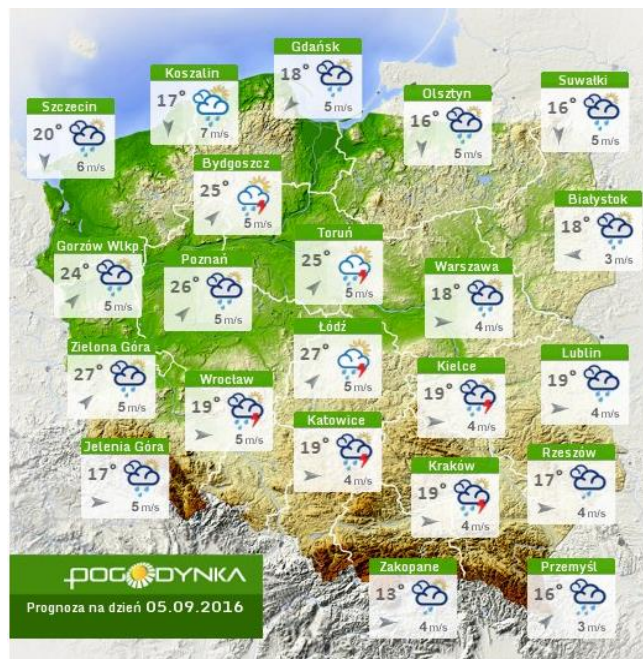 Gdańsk
18°
5 m/s
Koszalin
17°
7 m/s
Suwałki
16°
5 m/s
Olsztyn
16°
5 m/s
Szczecin
20°
6 m/s
Bydgoszcz
25°
5 m/s
Białystok
18°
3 m/s
Toruń
25°
5 m/s
Gorzów Wlkp
24°
5 m/s
Poznań
26°
5 m/s
Warszawa
18°
4 m/s
Łódź
27°
5 m/s
Zielona Góra
27°
5 m/s
Lublin
19°
4 m/s
Kielce
19°
4 m/s
Wrocław
19°
5 m/s
Katowice
19°
4 m/s
Jelenia Góra
17°
5 m/s
Rzeszów
17°
4 m/s
Kraków
19°
4 m/s
Zakopane
13°
4 m/s
Przemyśl
16°
3 m/s
POGODYNKA
Prognoza na dzień 05.09.2016